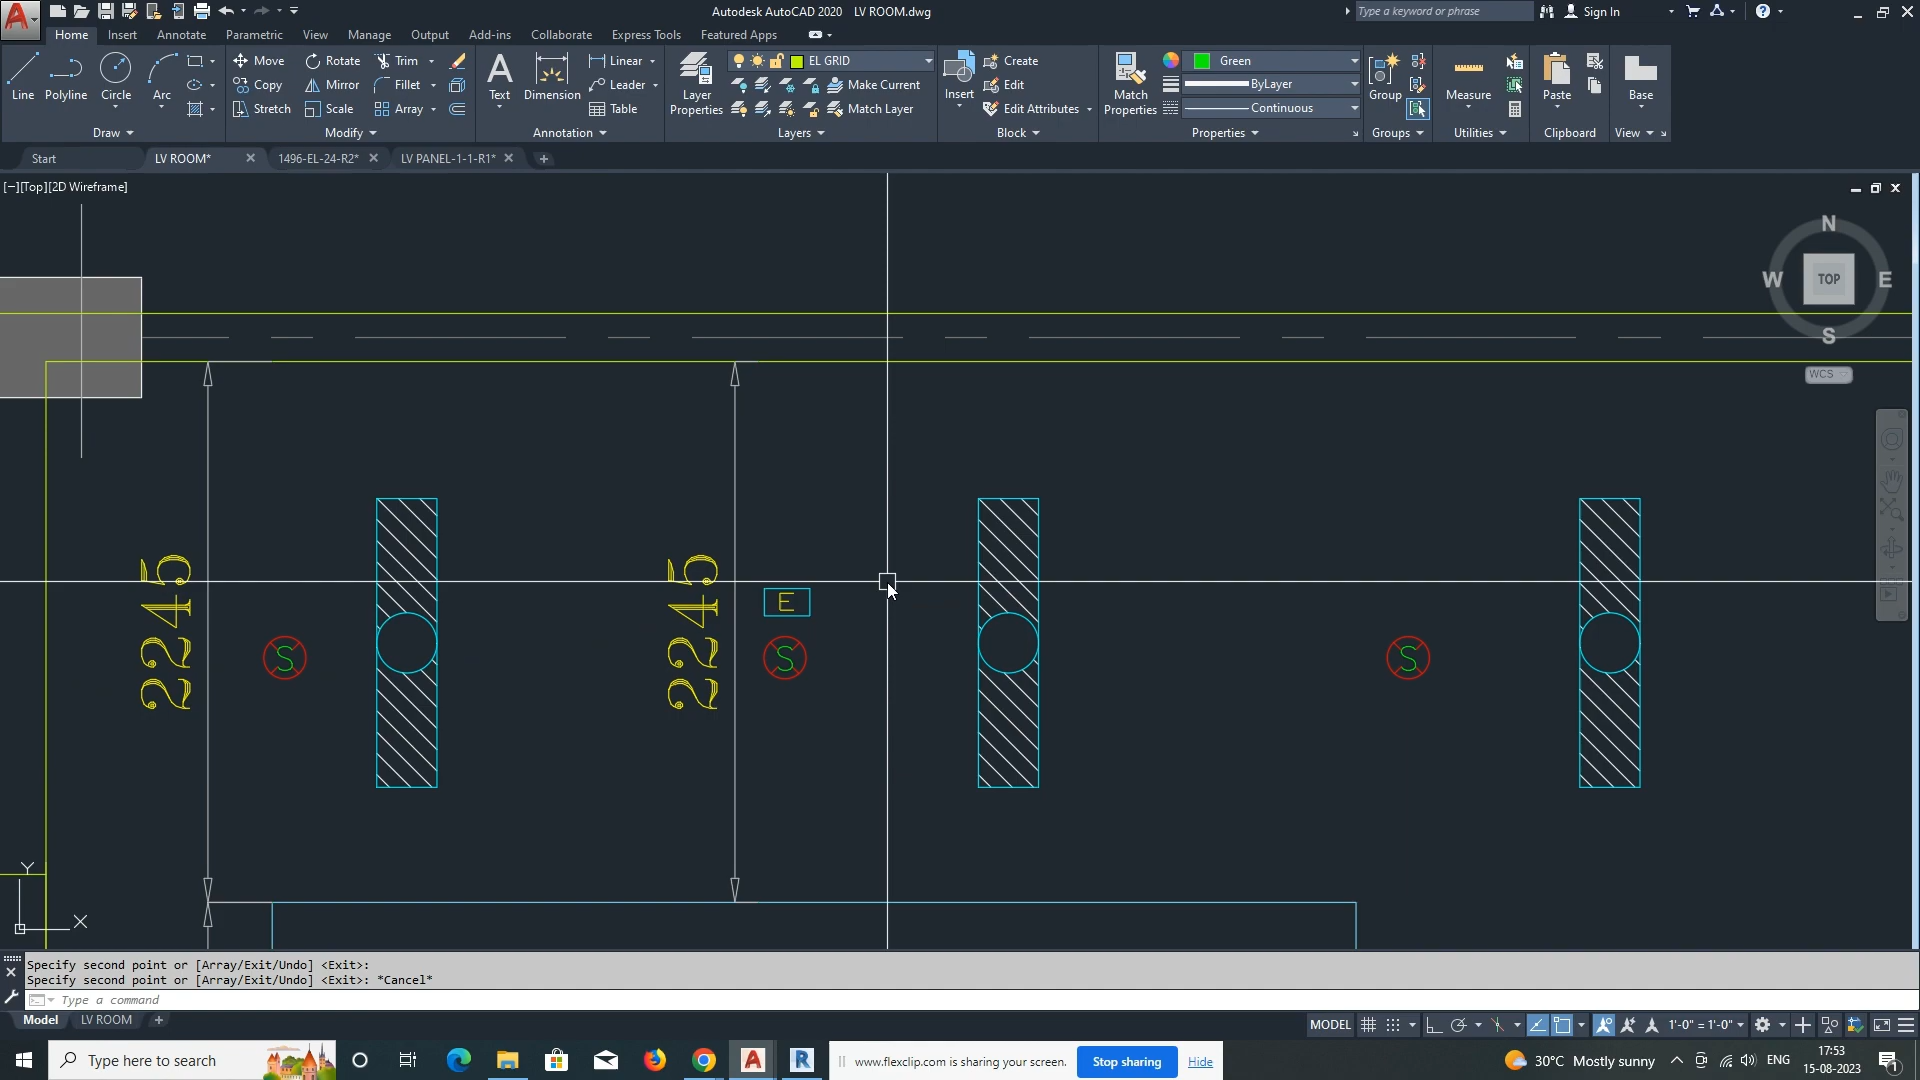 Autodesk AutoCAD 2020 LV ROOM.dwg
Type a keyword or phrase
Sign In
Home Insert Annotate Parametric View Manage Output Add-ins Collaborate Express Tools Featured Apps
Line Polyline Circle Arc
Move Rotate Trim
Copy Mirror Fillet
Stretch Scale Array
Text Dimension
Linear
Leader
Table
Layer Properties
EL GRID
Make Current
Match Layer
Insert
Create
Edit
Edit Attributes
Match Properties
Green
ByLayer
Continuous
Group Measure Paste Base
Draw Modify Annotation Layers Block Properties Groups Utilities Clipboard View
Start LV ROOM* 1496-EL-24-R2* LV PANEL-1-1-R1*
[−][Top][2D Wireframe]
N
W TOP E
S
WCS
2245
2245
E
S
S
S
Y
X
Specify second point or [Array/Exit/Undo] <Exit>:
Specify second point or [Array/Exit/Undo] <Exit>: *Cancel*
Type a command
Model LV ROOM
MODEL 1'-0" = 1'-0"
Type here to search
www.flexclip.com is sharing your screen. Stop sharing Hide
30°C Mostly sunny ENG
17:53
15-08-2023
1